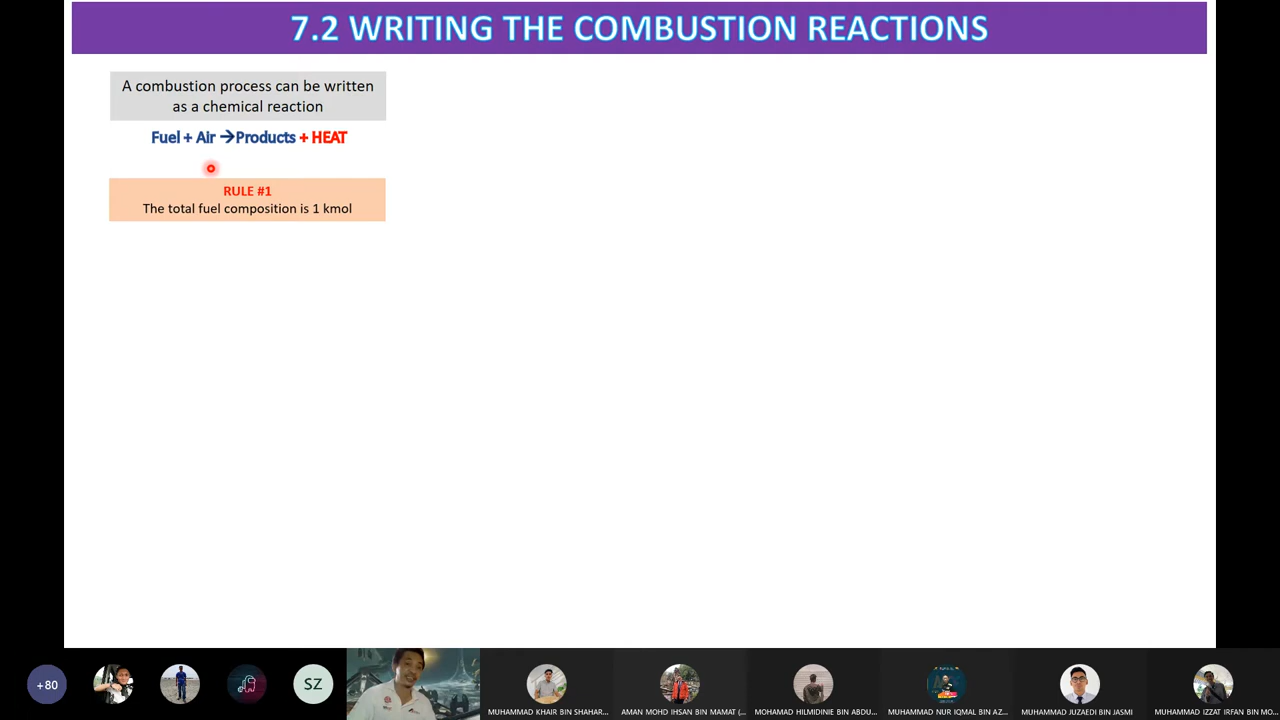 7.2 WRITING THE COMBUSTION REACTIONS
A combustion process can be written
as a chemical reaction
Fuel + Air →Products + HEAT
RULE #1
The total fuel composition is 1 kmol
+80
SZ
MUHAMMAD KHAIR BIN SHAHAR...
AMAN MOHD IHSAN BIN MAMAT (...
MOHAMAD HILMIDINIE BIN ABDU...
MUHAMMAD NUR IQMAL BIN AZ...
MUHAMMAD JUZAEDI BIN JASMI
MUHAMMAD IZZAT IRFAN BIN MO...